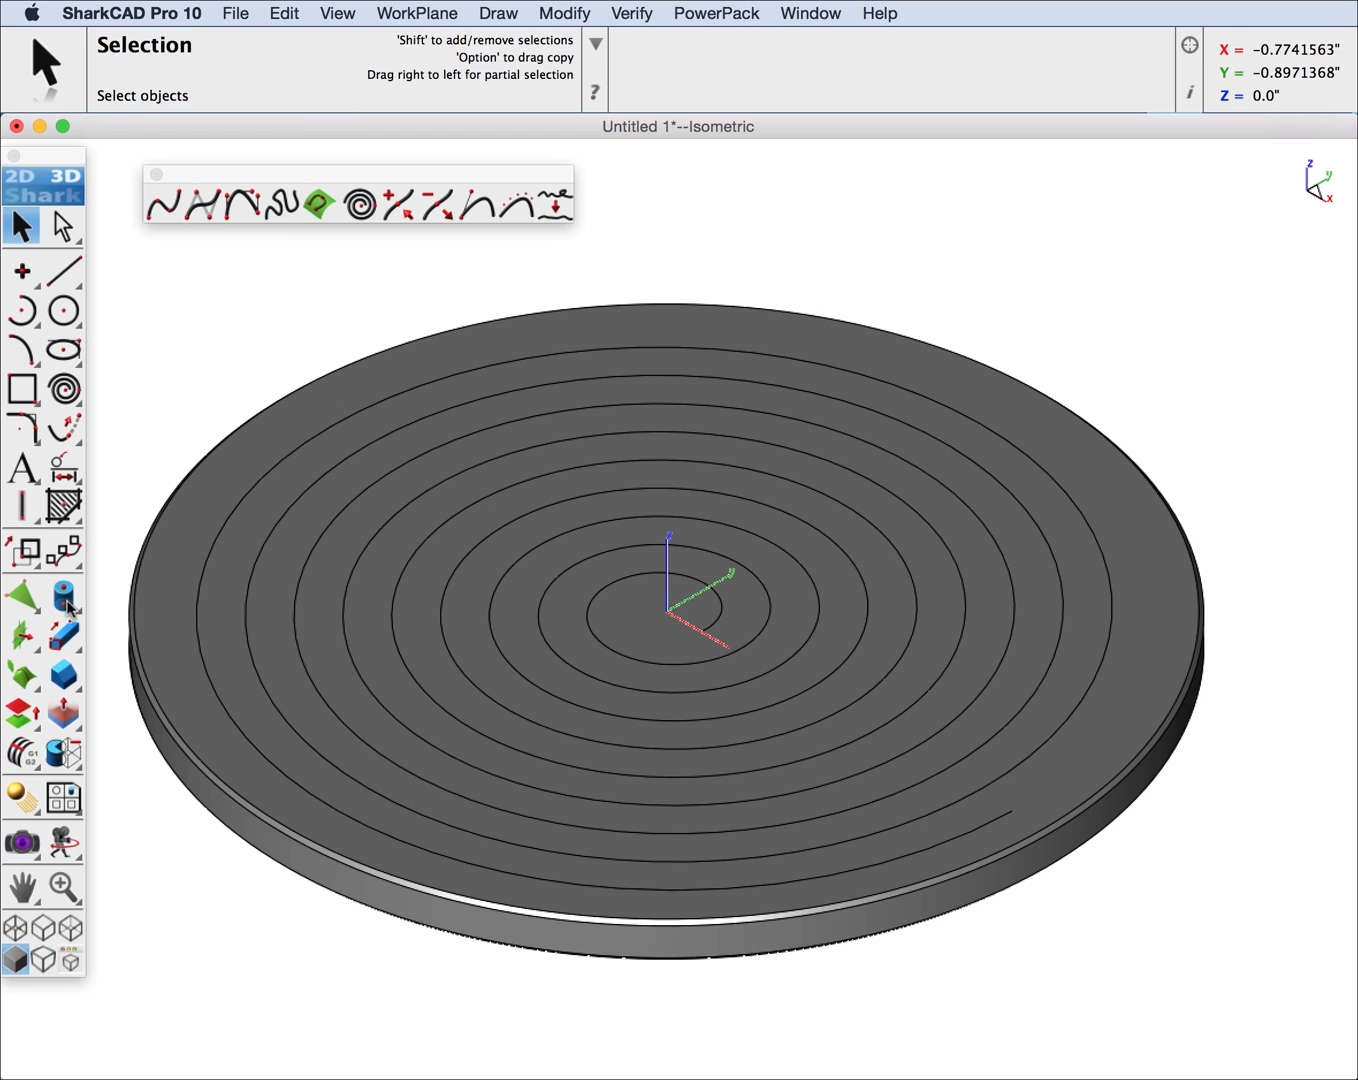 SharkCAD Pro 10 File Edit View WorkPlane Draw Modify Verify PowerPack Window Help
Selection
'Shift' to add/remove selections
'Option' to drag copy
Drag right to left for partial selection
Select objects
?
i
X = -0.7741563"
Y = -0.8971368"
Z = 0.0"
Untitled 1*--Isometric
2D 3D
Shark
A
G1
G2
z
y
x
z
y